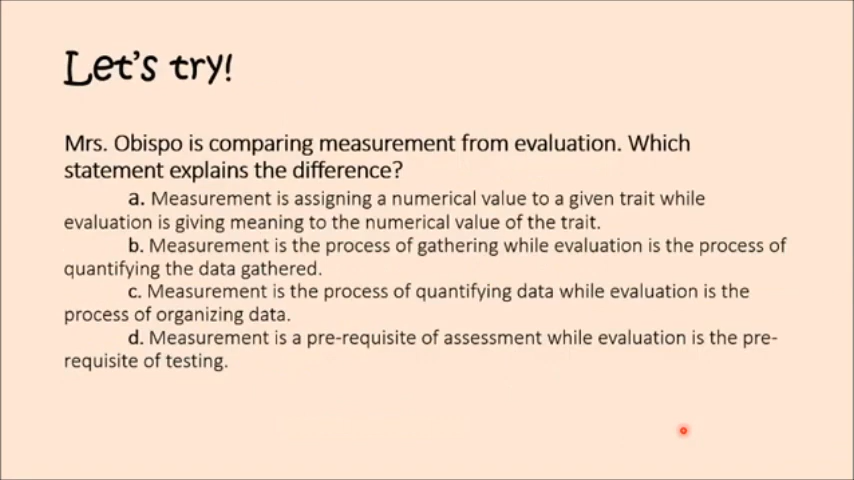 Let's try!
Mrs. Obispo is comparing measurement from evaluation. Which
statement explains the difference?
a. Measurement is assigning a numerical value to a given trait while
evaluation is giving meaning to the numerical value of the trait.
b. Measurement is the process of gathering while evaluation is the process of
quantifying the data gathered.
c. Measurement is the process of quantifying data while evaluation is the
process of organizing data.
d. Measurement is a pre-requisite of assessment while evaluation is the pre-
requisite of testing.